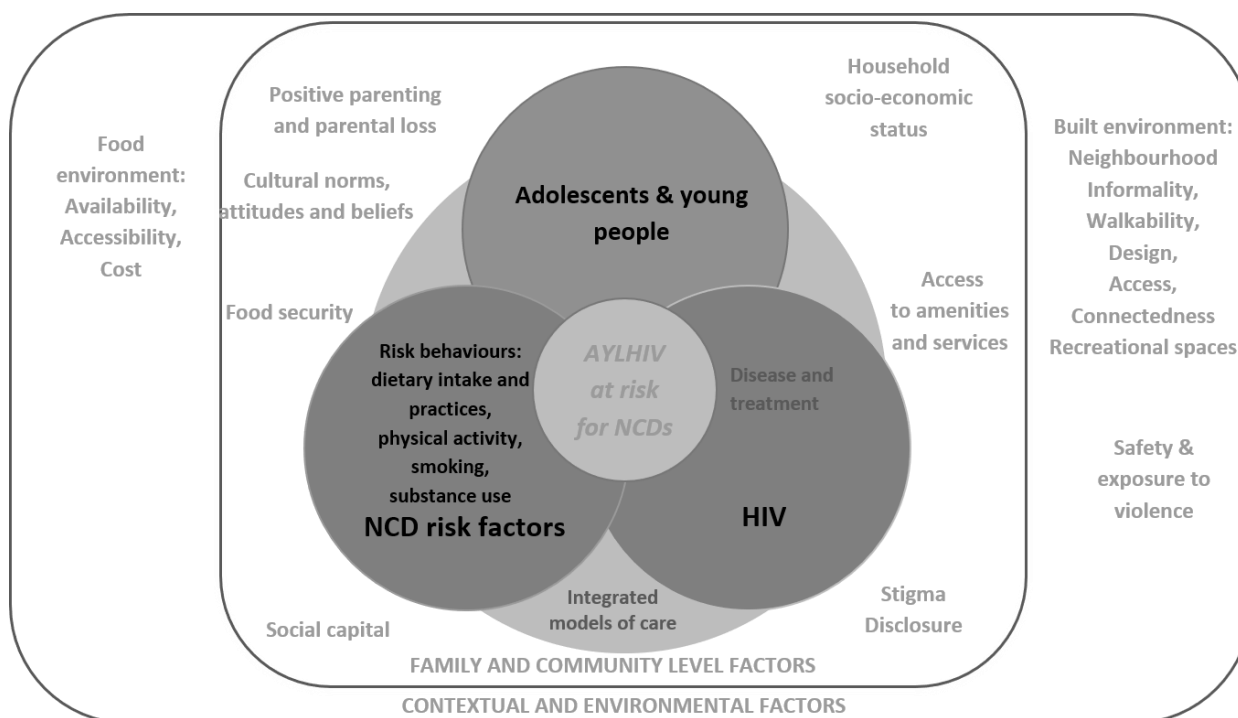 Positive parenting
and parental loss
Household
socio-economic
status
Food
environment:
Availability,
Accessibility,
Cost
Cultural norms,
attitudes and beliefs
Adolescents & young
people
Built environment:
Neighbourhood
Informality,
Walkability,
Design,
Access,
Connectedness
Recreational spaces
Food security
Access
to amenities
and services
Risk behaviours:
dietary intake and
practices,
physical activity,
smoking,
substance use
NCD risk factors
AYLHIV
at risk
for NCDs
Disease and
treatment
HIV
Safety &
exposure to
violence
Social capital
Integrated
models of care
Stigma
Disclosure
FAMILY AND COMMUNITY LEVEL FACTORS
CONTEXTUAL AND ENVIRONMENTAL FACTORS